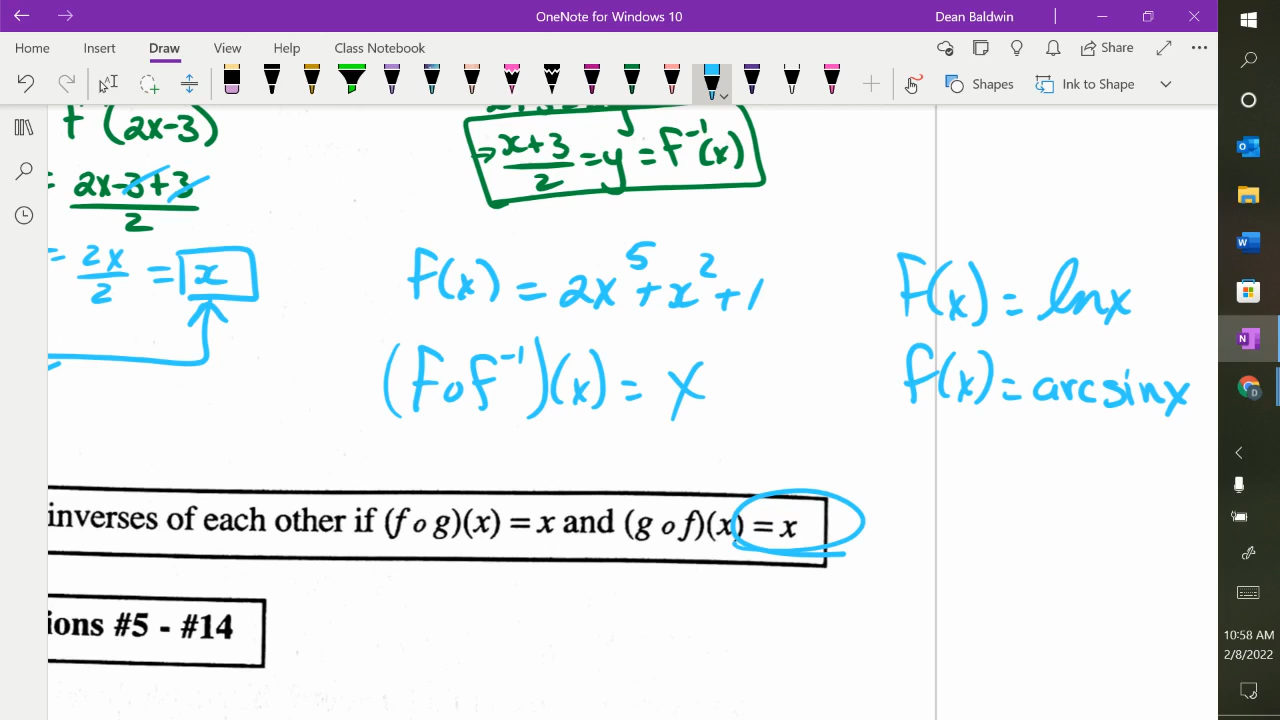 OneNote for Windows 10
Dean Baldwin
Home Insert Draw View Help Class Notebook
Share
Shapes
Ink to Shape
f (2x-3)
= 2x-3+3 / 2
= 2x / 2 = x
→ x+3 / 2 = y = f⁻¹(x)
f(x) = 2x⁵+x²+1
(f∘f⁻¹)(x) = x
f(x) = lnx
f(x) = arcsinx
inverses of each other if (f o g)(x) = x and (g o f)(x) = x
ions #5 - #14
10:58 AM
2/8/2022